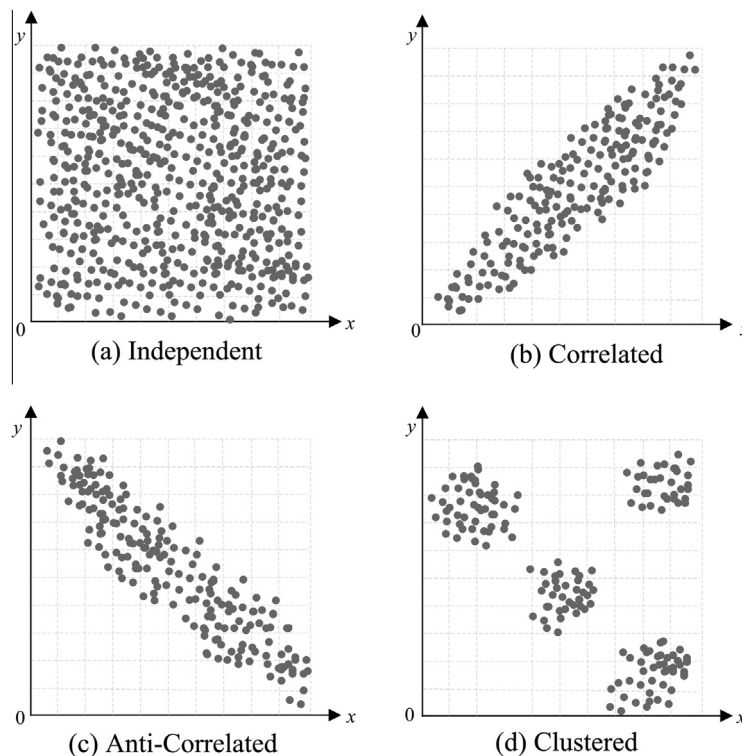 y
0
x
(a) Independent
y
0
x
(b) Correlated
y
0
x
(c) Anti-Correlated
y
0
x
(d) Clustered